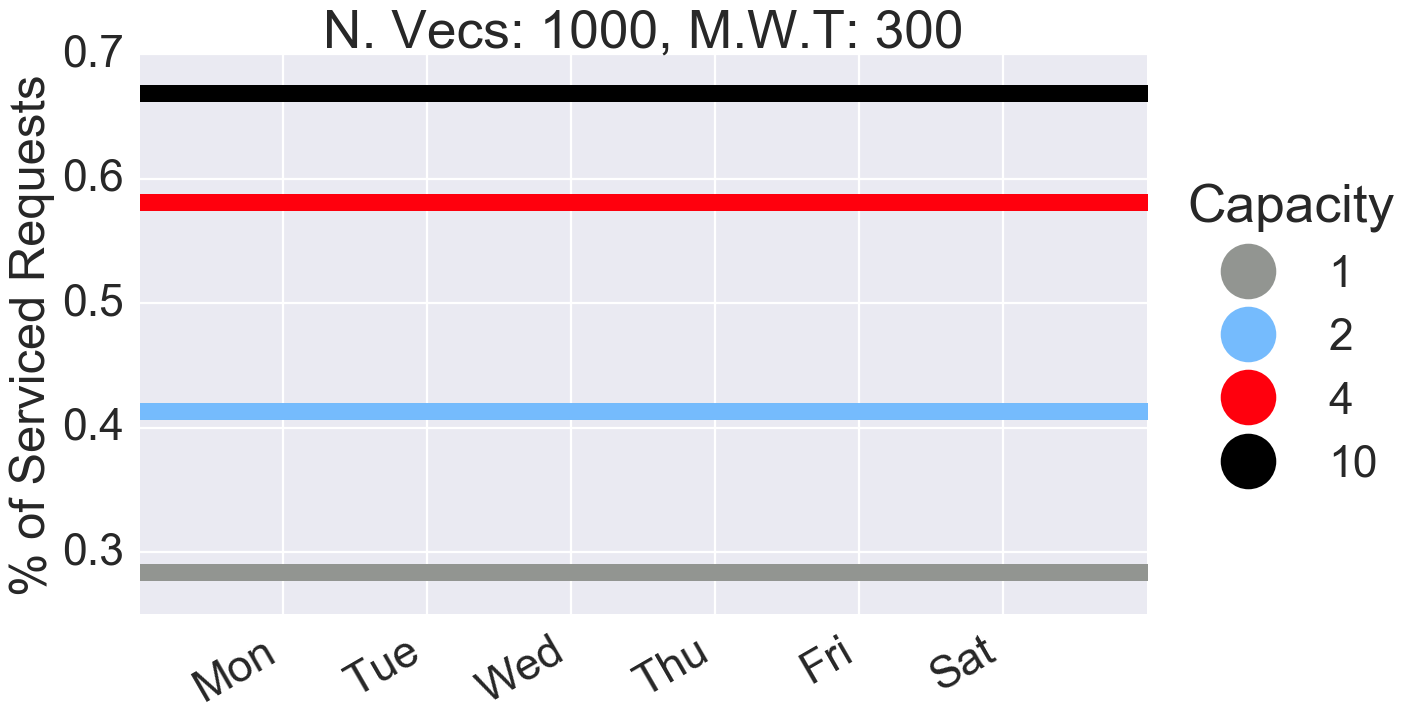 N. Vecs: 1000, M.W.T: 300
% of Serviced Requests
0.7
0.6
0.5
0.4
0.3
Mon
Tue
Wed
Thu
Fri
Sat
Capacity
1
2
4
10